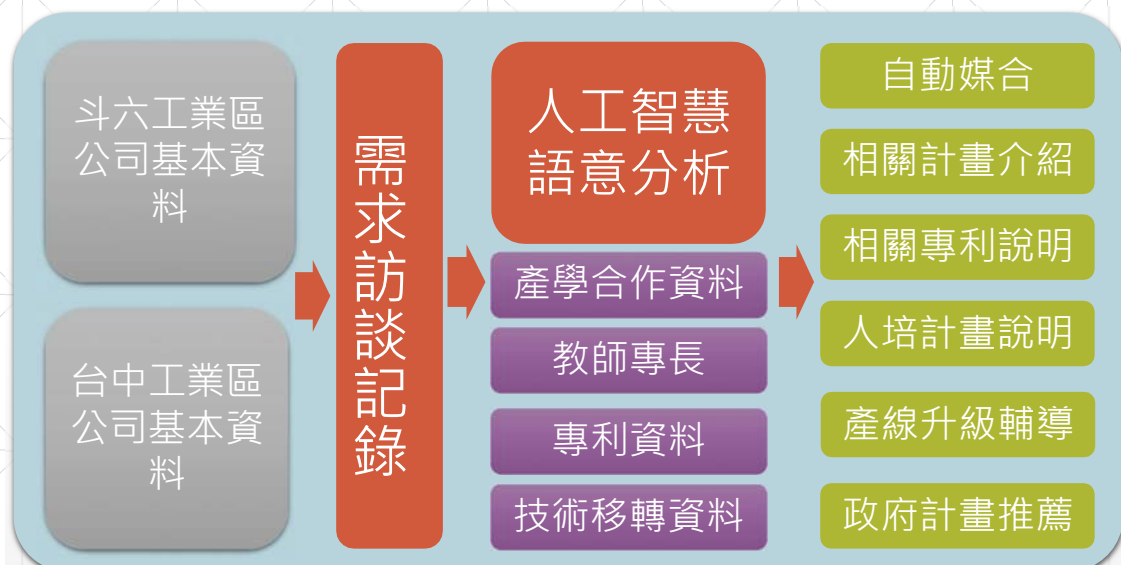 斗六工業區
公司基本資
料
台中工業區
公司基本資
料
需求訪談記錄
人工智慧
語意分析
產學合作資料
教師專長
專利資料
技術移轉資料
自動媒合
相關計畫介紹
相關專利說明
人培計畫說明
產線升級輔導
政府計畫推薦